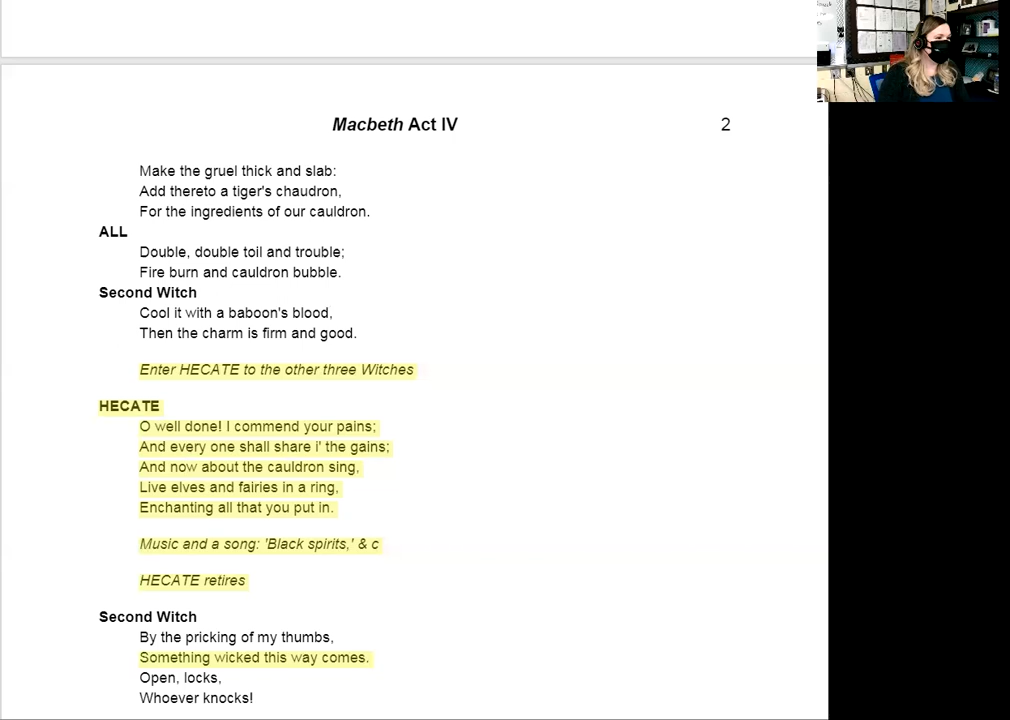 Macbeth Act IV
2
Make the gruel thick and slab:
Add thereto a tiger's chaudron,
For the ingredients of our cauldron.
ALL
Double, double toil and trouble;
Fire burn and cauldron bubble.
Second Witch
Cool it with a baboon's blood,
Then the charm is firm and good.
Enter HECATE to the other three Witches
HECATE
O well done! I commend your pains;
And every one shall share i' the gains;
And now about the cauldron sing,
Live elves and fairies in a ring,
Enchanting all that you put in.
Music and a song: 'Black spirits,' & c
HECATE retires
Second Witch
By the pricking of my thumbs,
Something wicked this way comes.
Open, locks,
Whoever knocks!